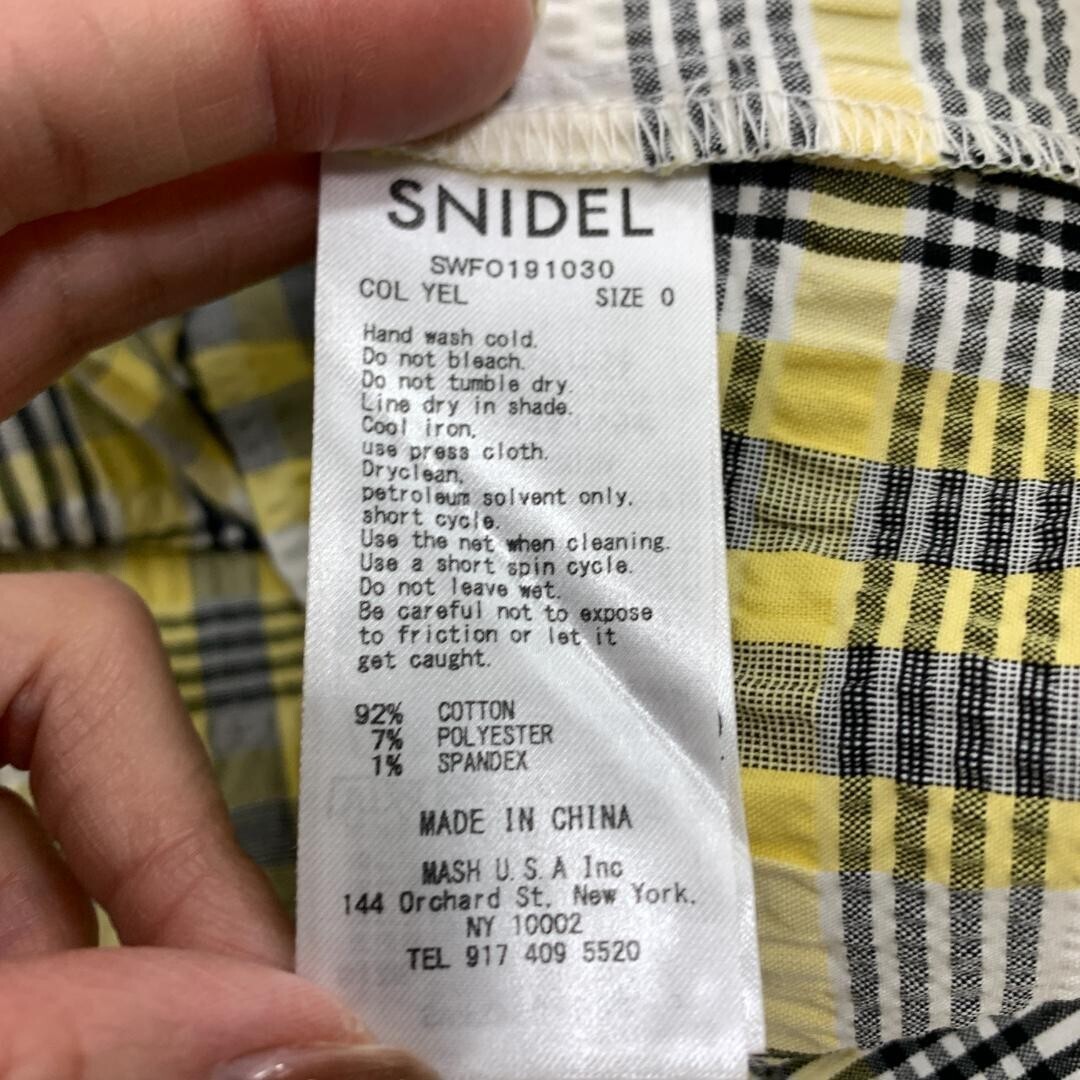 SNIDEL
SWFO191030
COL YEL SIZE 0
Hand wash cold.
Do not bleach.
Do not tumble dry.
Line dry in shade.
Cool iron,
use press cloth.
Dryclean,
petroleum solvent only,
short cycle.
Use the net when cleaning.
Use a short spin cycle.
Do not leave wet.
Be careful not to expose
to friction or let it
get caught.
92% COTTON
7% POLYESTER
1% SPANDEX
MADE IN CHINA
MASH U.S.A Inc
144 Orchard St, New York,
NY 10002
TEL 917 409 5520